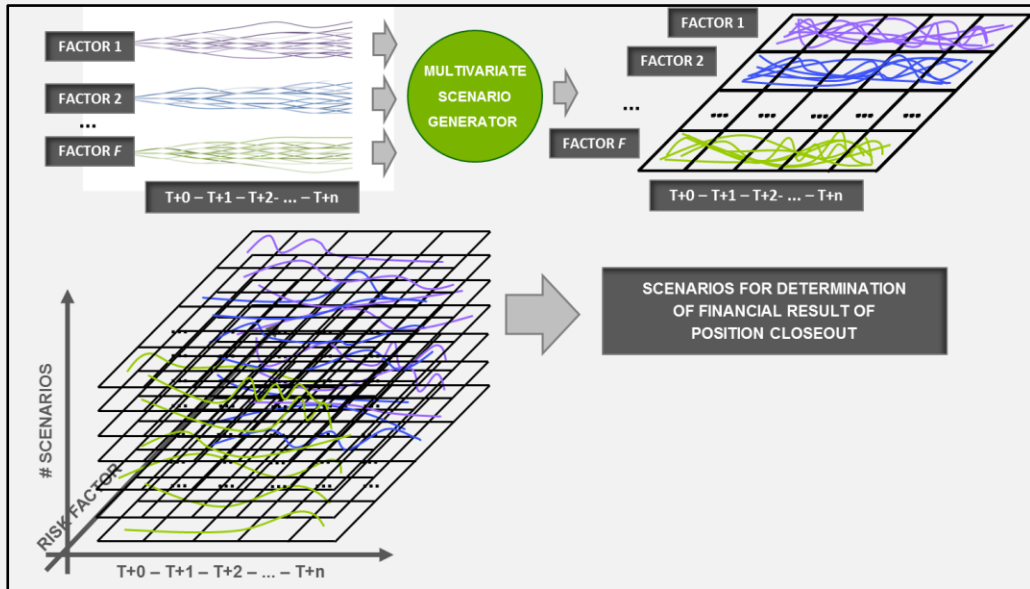 FACTOR 1
FACTOR 2
...
FACTOR F
T+0 – T+1 – T+2- ... – T+n
MULTIVARIATE
SCENARIO
GENERATOR
FACTOR 1
FACTOR 2
...
FACTOR F
... ... ... ... ...
T+0 – T+1 – T+2- ... – T+n
# SCENARIOS
RISK FACTOR
T+0 – T+1 – T+2 – ... – T+n
SCENARIOS FOR DETERMINATION
OF FINANCIAL RESULT OF
POSITION CLOSEOUT